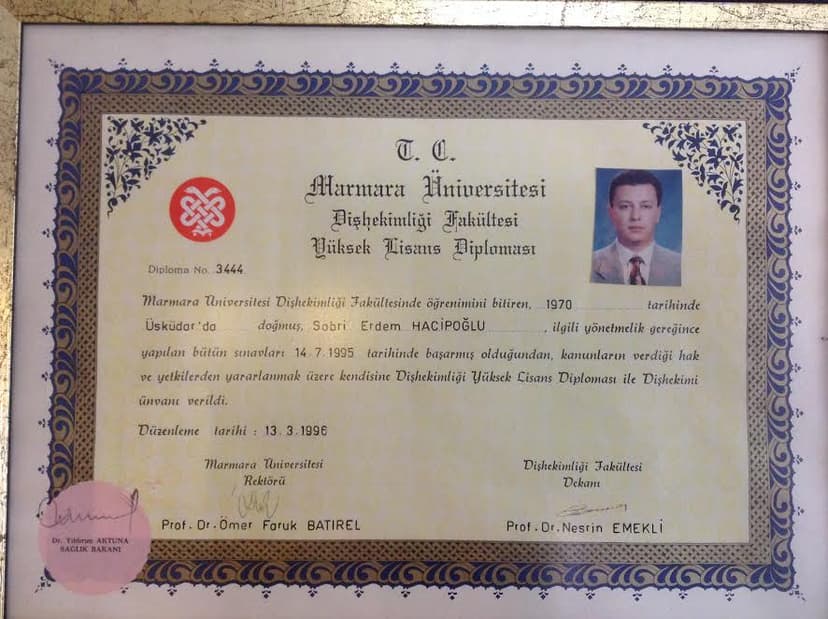 T. C.
Marmara Üniversitesi
Dişhekimliği Fakültesi
Yüksek Lisans Diploması
Diploma No. 3444
Marmara Üniversitesi Dişhekimliği Fakültesinde öğrenimini bitiren, 1970 tarihinde
Üsküdar'da doğmuş, Sabri Erdem HACİPOĞLU, ilgili yönetmelik gereğince
yapılan bütün sınavları 14.7.1995 tarihinde başarmış olduğundan, kanunların verdiği hak
ve yetkilerden yararlanmak üzere kendisine Dişhekimliği Yüksek Lisans Diploması ile Dişhekimi
ünvanı verildi.
Düzenleme tarihi : 13.3.1996
Marmara Üniversitesi
Rektörü
Prof. Dr. Ömer Faruk BATIREL
Dişhekimliği Fakültesi
Dekanı
Prof. Dr. Nesrin EMEKLİ
Dr. Yıldırım AKTUNA
SAĞLIK BAKANI